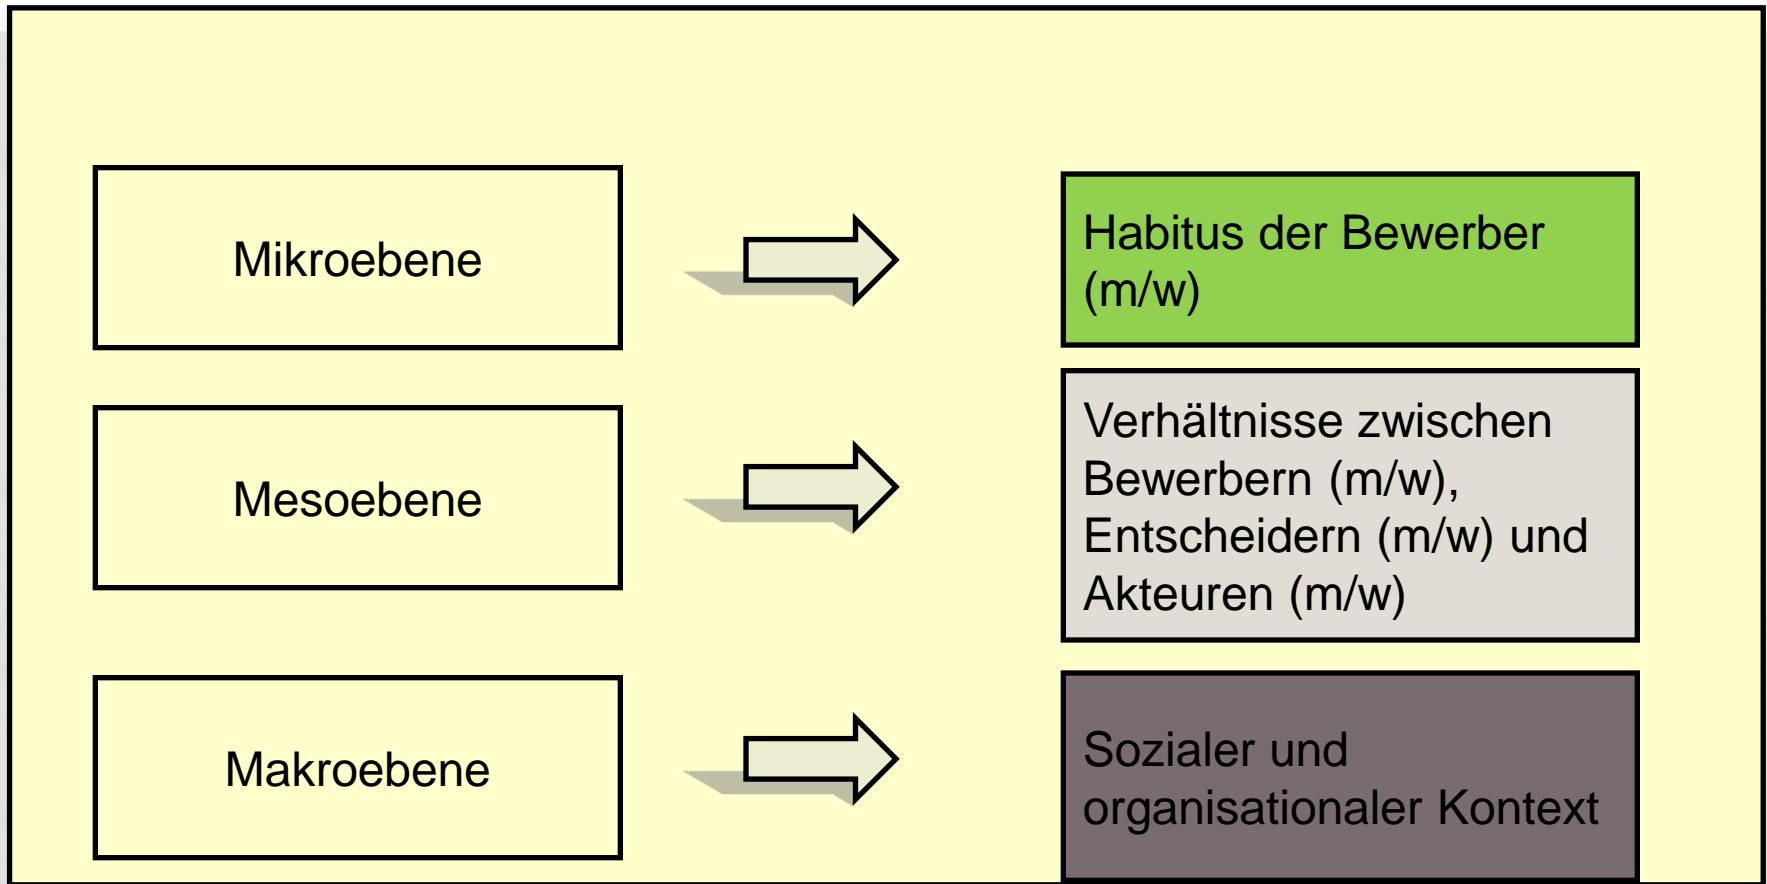 Mikroebene
Habitus der Bewerber
(m/w)
Mesoebene
Verhältnisse zwischen
Bewerbern (m/w),
Entscheidern (m/w) und
Akteuren (m/w)
Makroebene
Sozialer und
organisationaler Kontext